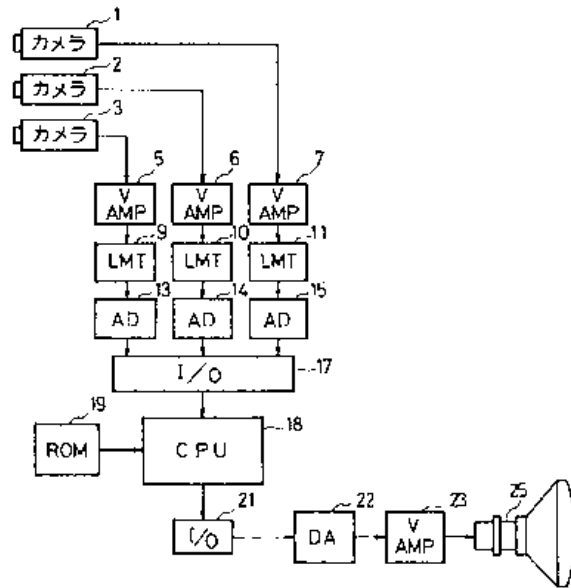 1
カメラ
2
カメラ
3
カメラ
5
6
7
V
AMP
V
AMP
V
AMP
9
10
11
LMT
LMT
LMT
13
14
15
AD
AD
AD
I/O
17
19
18
ROM
CPU
21
22
23
25
I/O
DA
V
AMP